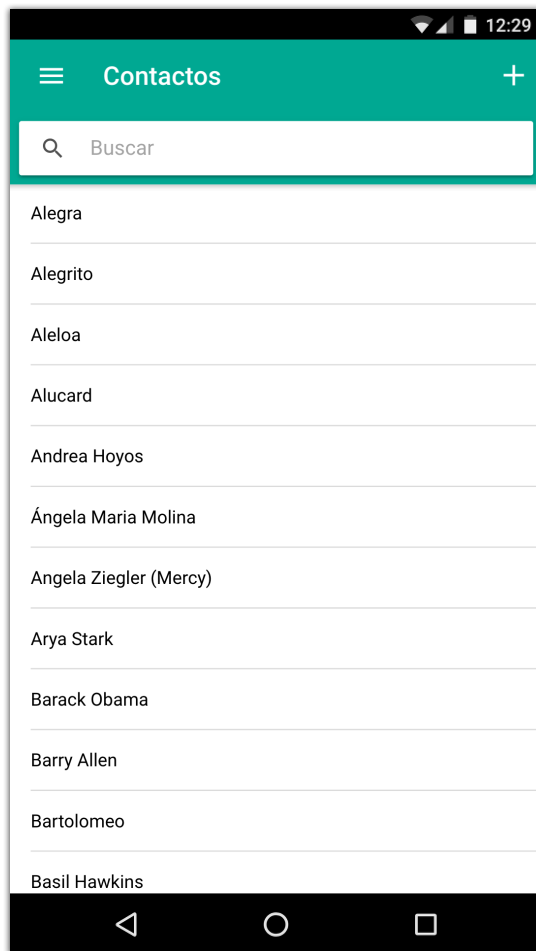 12:29
Contactos
Buscar
Alegra
Alegrito
Aleloa
Alucard
Andrea Hoyos
Ángela Maria Molina
Angela Ziegler (Mercy)
Arya Stark
Barack Obama
Barry Allen
Bartolomeo
Basil Hawkins